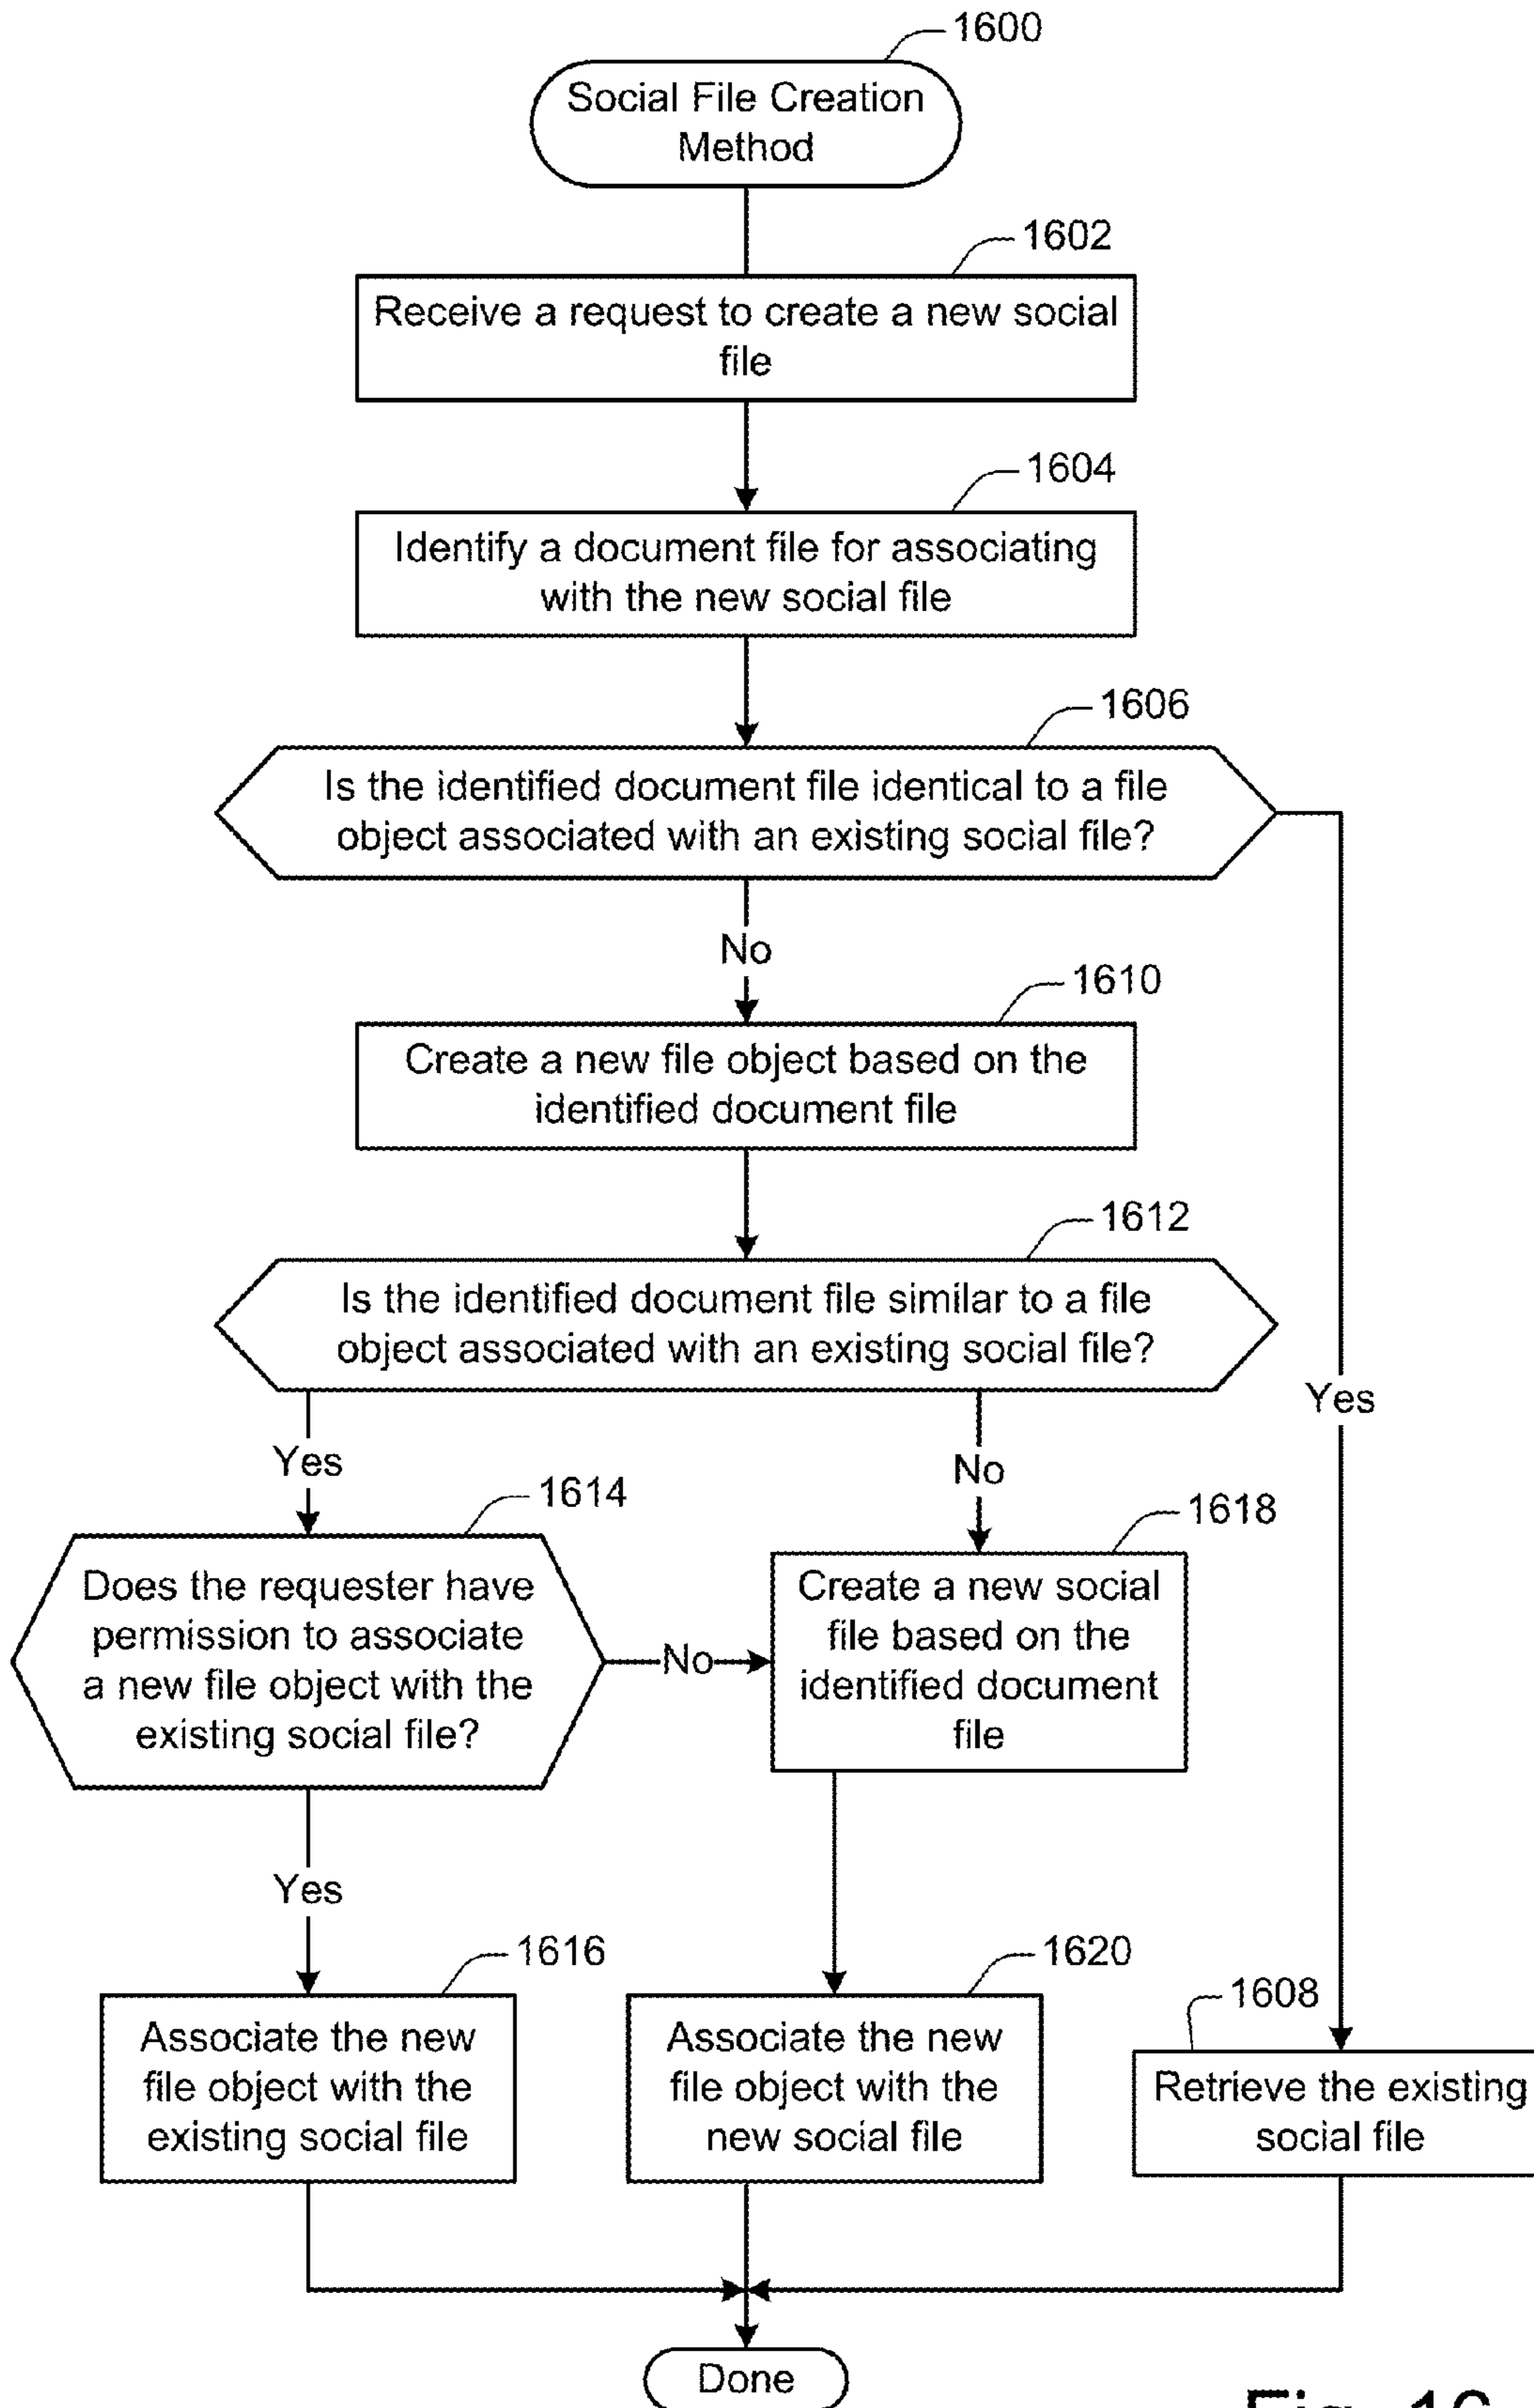 1600
Social File Creation
Method
1602
Receive a request to create a new social
file
1604
Identify a document file for associating
with the new social file
1606
Is the identified document file identical to a file
object associated with an existing social file?
No
1610
Create a new file object based on the
identified document file
1612
Is the identified document file similar to a file
object associated with an existing social file?
Yes
Yes
No
1614
1618
Does the requester have
permission to associate
a new file object with the
existing social file?
No
Create a new social
file based on the
identified document
file
Yes
1616
1620
1608
Associate the new
file object with the
existing social file
Associate the new
file object with the
new social file
Retrieve the existing
social file
Done
Fig. 16